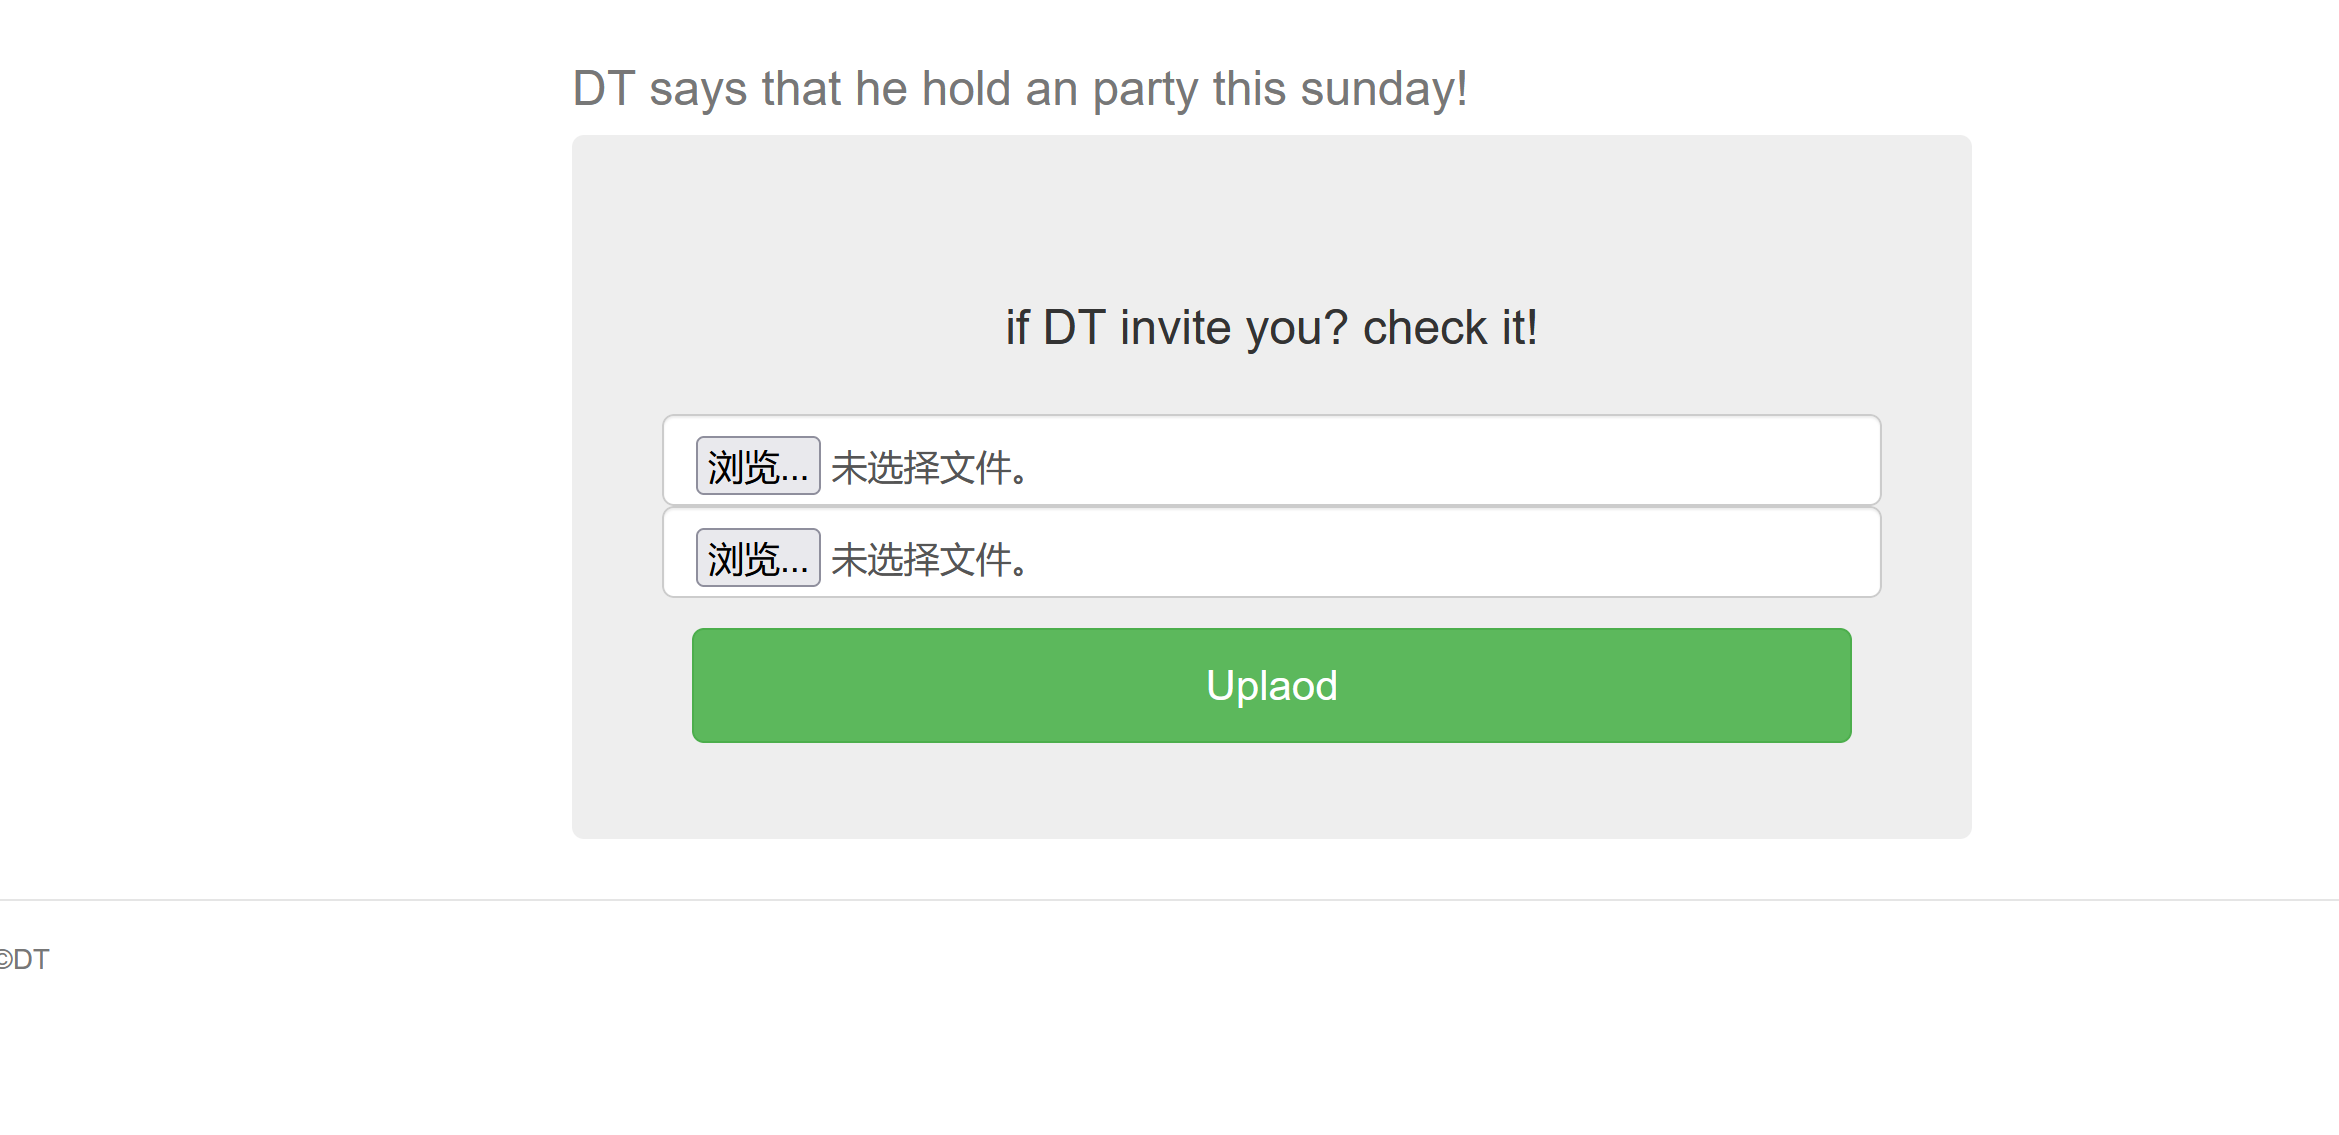 DT says that he hold an party this sunday!
if DT invite you? check it!
浏览... 未选择文件。
浏览... 未选择文件。
Uplaod
©DT